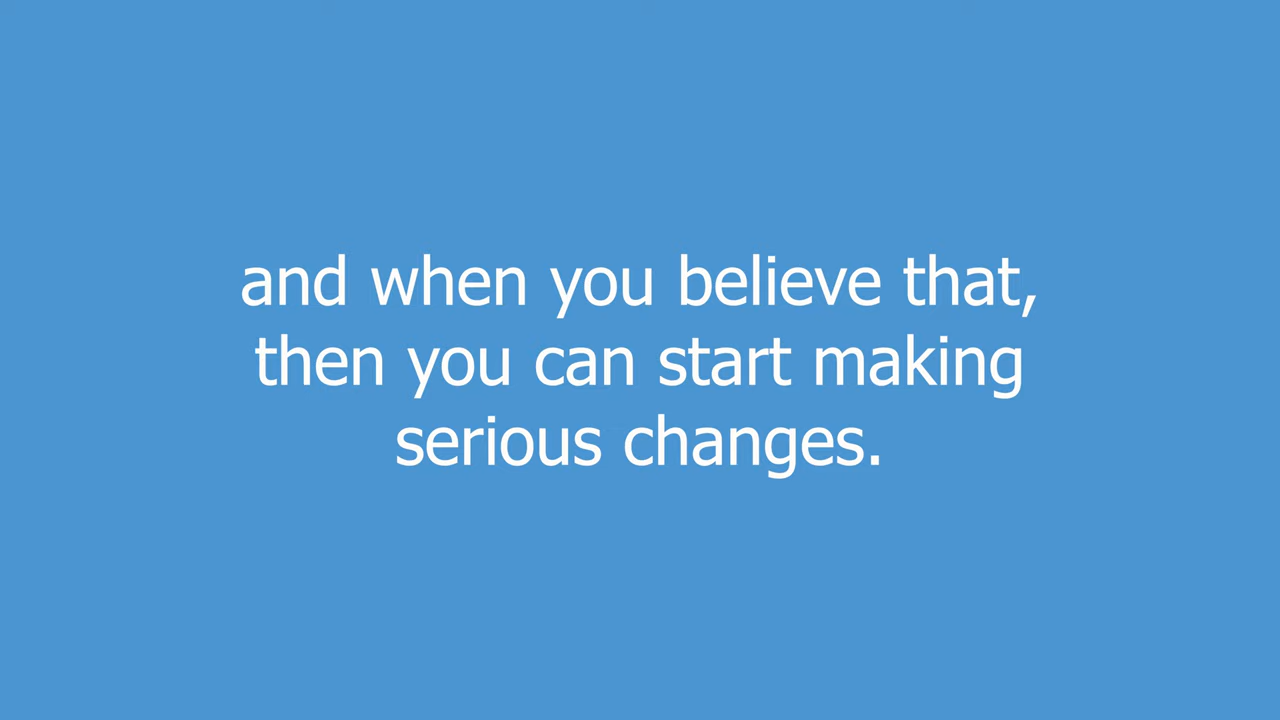 and when you believe that,
then you can start making
serious changes.